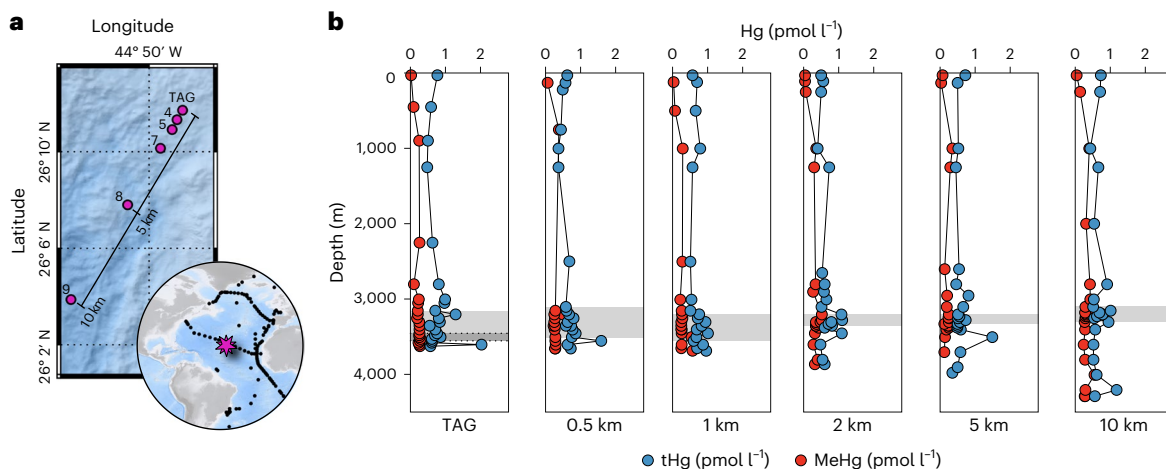 a
Longitude
44° 50′ W
Latitude
26° 10′ N
26° 6′ N
26° 2′ N
TAG
4
5
7
8
9
5 km
10 km
b
Hg (pmol l⁻¹)
0 1 2 0 1 2 0 1 2 0 1 2 0 1 2 0 1 2
Depth (m)
0
1,000
2,000
3,000
4,000
TAG 0.5 km 1 km 2 km 5 km 10 km
tHg (pmol l⁻¹) MeHg (pmol l⁻¹)